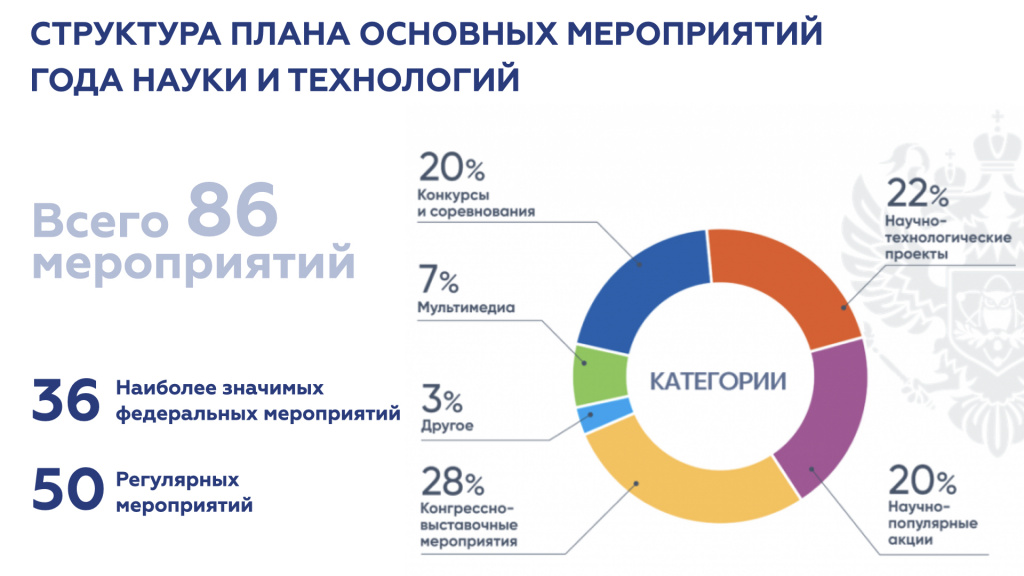 СТРУКТУРА ПЛАНА ОСНОВНЫХ МЕРОПРИЯТИЙ
ГОДА НАУКИ И ТЕХНОЛОГИЙ
Всего 86
мероприятий
36
Наиболее значимых
федеральных мероприятий
50
Регулярных
мероприятий
20%
Конкурсы
и соревнования
7%
Мультимедиа
3%
Другое
28%
Конгрессно-
выставочные
мероприятия
КАТЕГОРИИ
22%
Научно-
технологические
проекты
20%
Научно-
популярные
акции